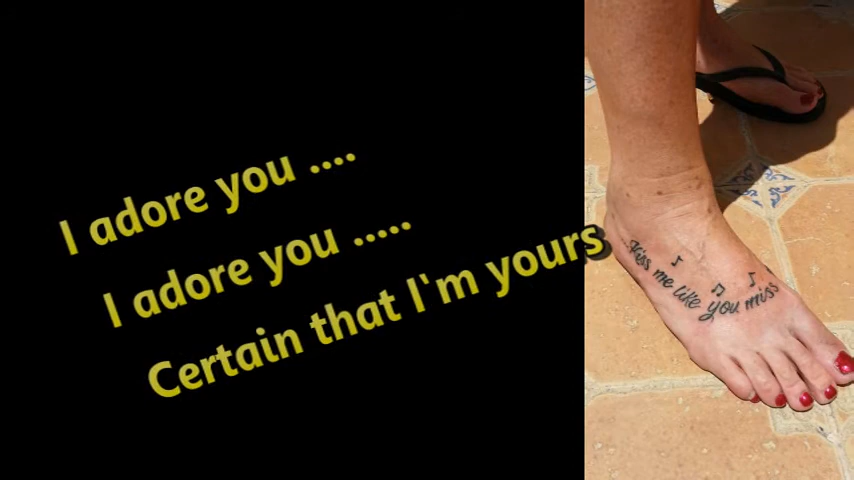 I adore you ....
I adore you .....
Certain that I'm yours
...Kiss me like you miss